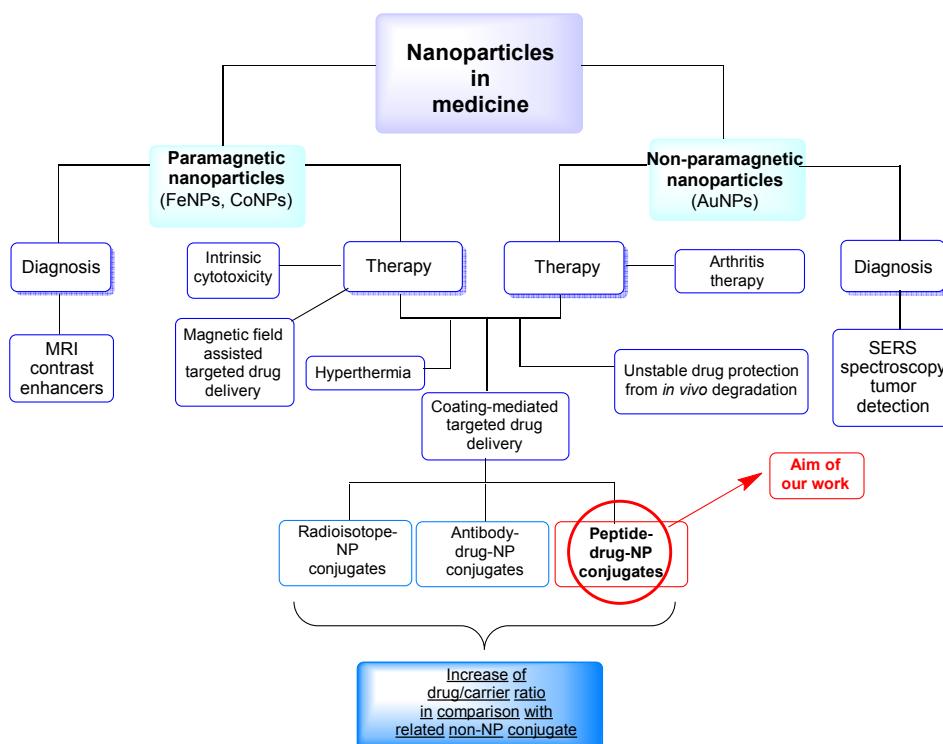 Nanoparticles
in
medicine
Paramagnetic
nanoparticles
(FeNPs, CoNPs)
Non-paramagnetic
nanoparticles
(AuNPs)
Diagnosis
Intrinsic
cytotoxicity
Therapy
Therapy
Arthritis
therapy
Diagnosis
MRI
contrast
enhancers
Magnetic field
assisted
targeted drug
delivery
Hyperthermia
Unstable drug protection
from in vivo degradation
SERS
spectroscopy
tumor
detection
Coating-mediated
targeted drug
delivery
Aim of
our work
Radioisotope-
NP
conjugates
Antibody-
drug-NP
conjugates
Peptide-
drug-NP
conjugates
Increase of
drug/carrier ratio
in comparison with
related non-NP conjugate